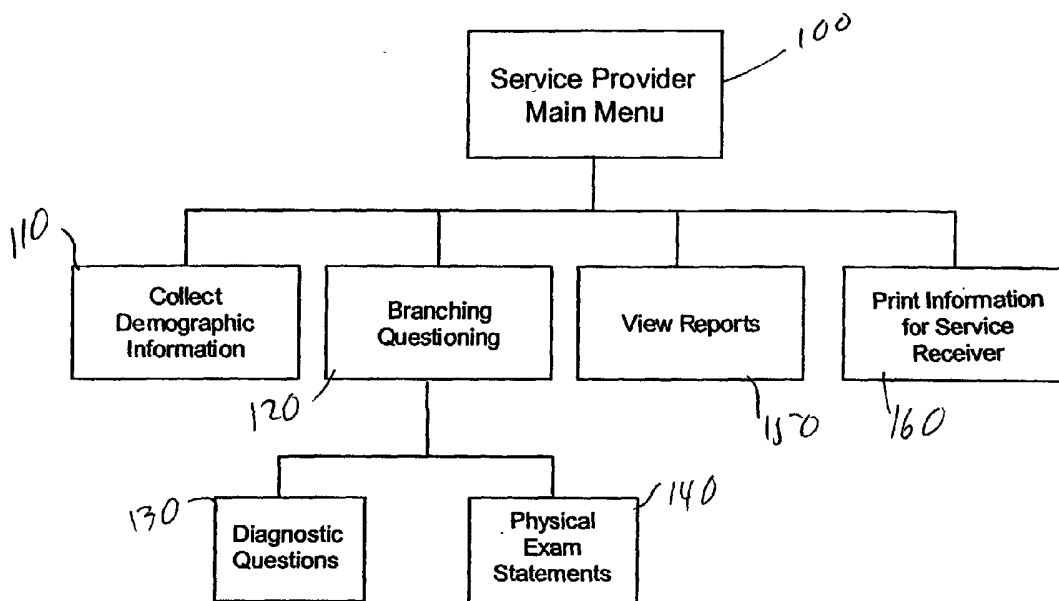 100
Service Provider
Main Menu
110
Collect
Demographic
Information
Branching
Questioning
View Reports
Print Information
for Service
Receiver
120
150
160
130
Diagnostic
Questions
140
Physical
Exam
Statements